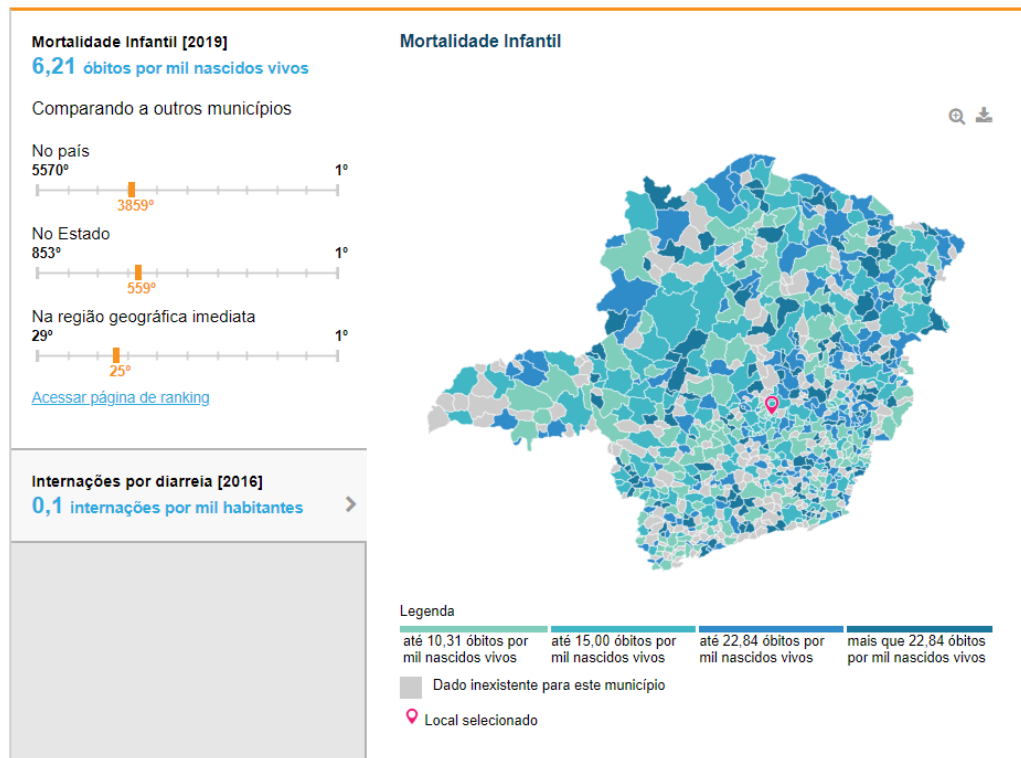 Mortalidade Infantil [2019]
6,21 óbitos por mil nascidos vivos
Comparando a outros municípios
No país
5570º 1º
3859º
No Estado
853º 1º
559º
Na região geográfica imediata
29º 1º
25º
Acessar página de ranking
Internações por diarreia [2016]
0,1 internações por mil habitantes
Mortalidade Infantil
Legenda
até 10,31 óbitos por
mil nascidos vivos
até 15,00 óbitos por
mil nascidos vivos
até 22,84 óbitos por
mil nascidos vivos
mais que 22,84 óbitos
por mil nascidos vivos
Dado inexistente para este município
Local selecionado